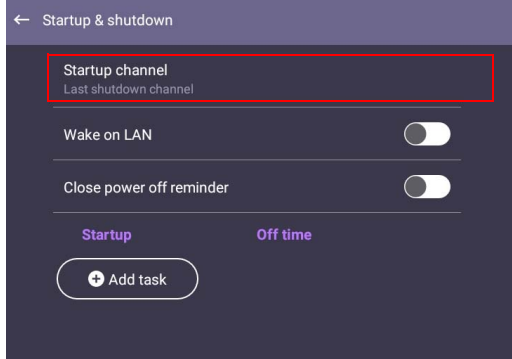 Startup & shutdown
Startup channel
Last shutdown channel
Wake on LAN
Close power off reminder
Startup Off time
Add task